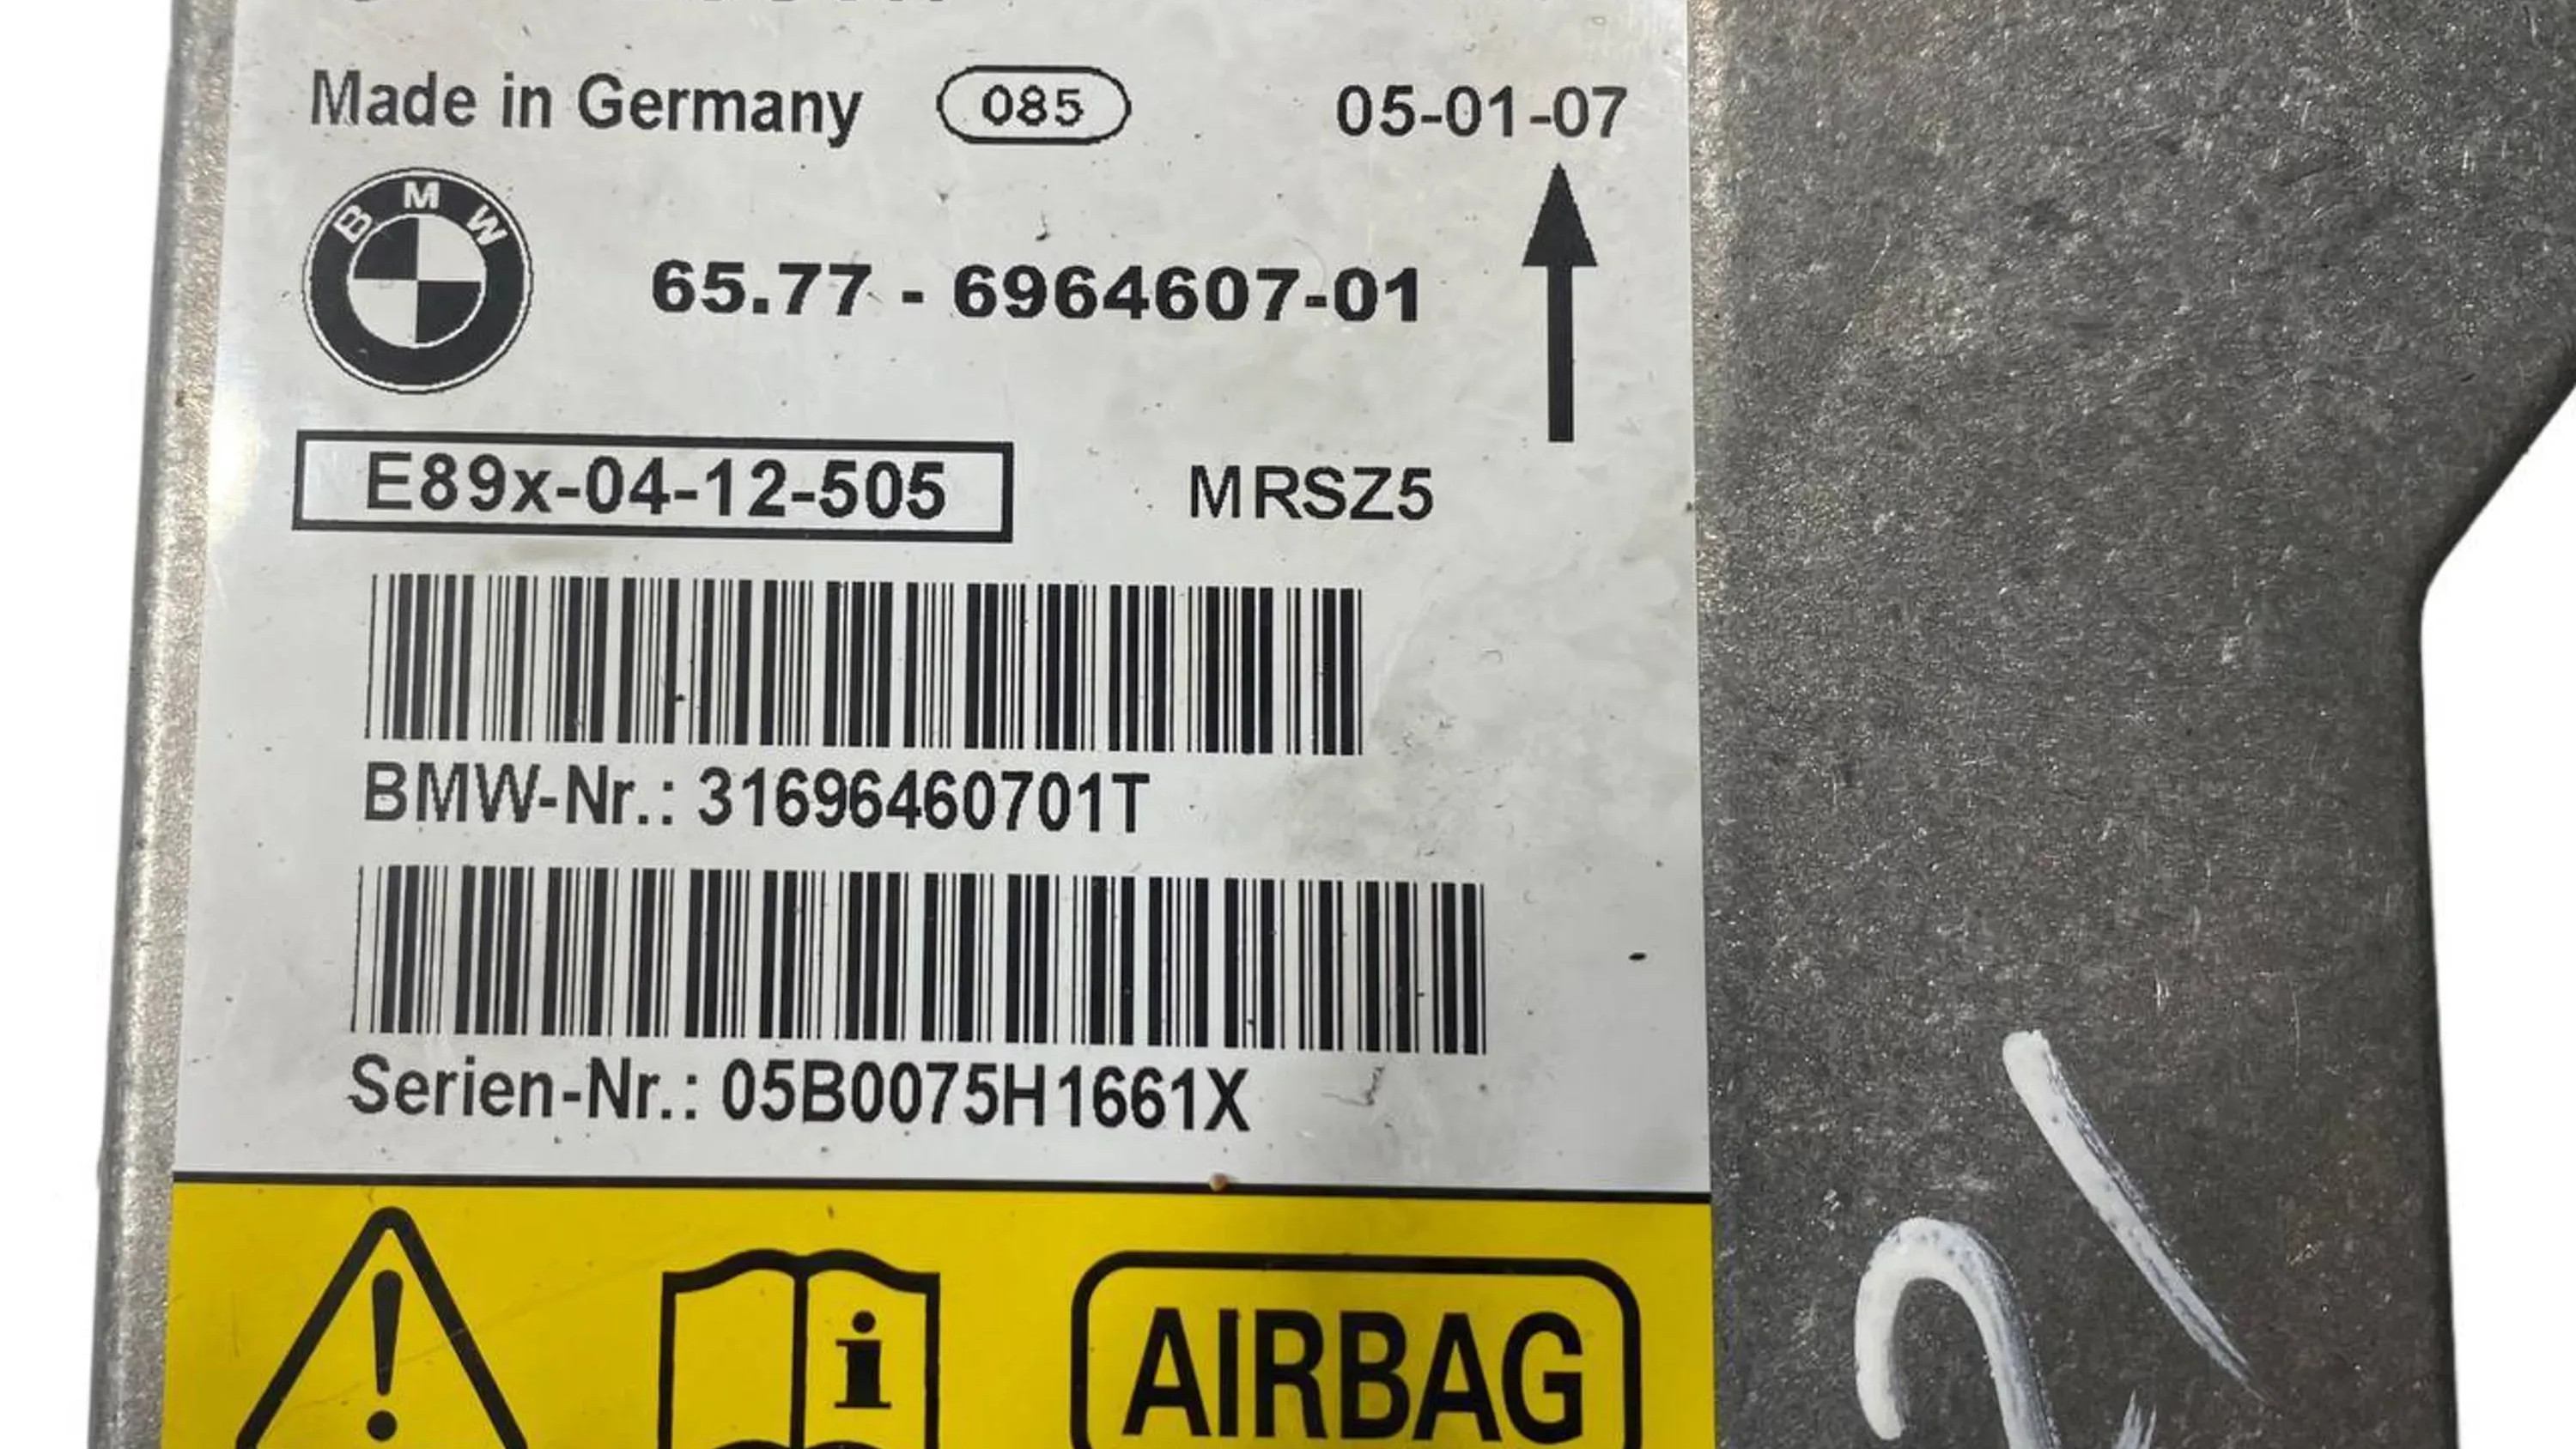 Made in Germany 085 05-01-07
BMW
65.77 - 6964607-01
E89x-04-12-505 MRSZ5
BMW-Nr.: 31696460701T
Serien-Nr.: 05B0075H1661X
i
AIRBAG